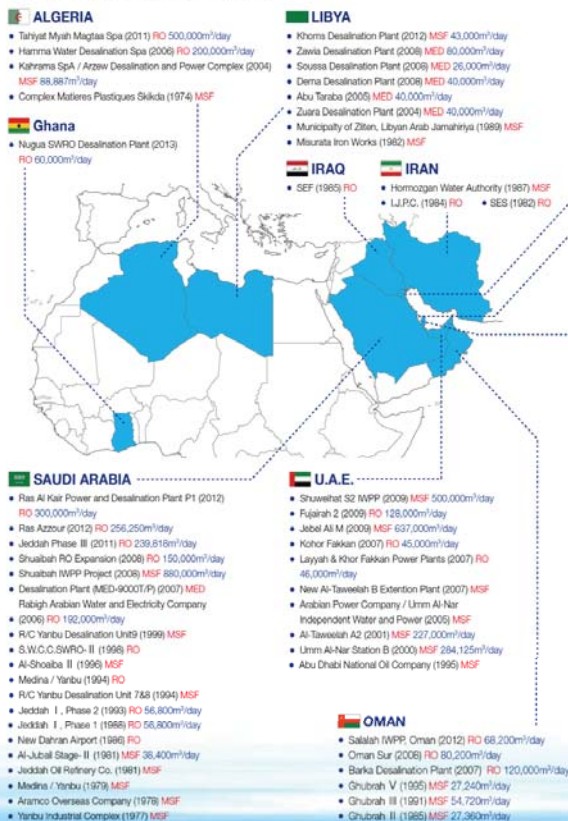 ALGERIA
• Tahiyat Myah Magtaa Spa (2011) RO 500,000m³/day
• Hamma Water Desalination Spa (2006) RO 200,000m³/day
• Kahrama SpA / Arzew Desalination and Power Complex (2004)
MSF 88,887m³/day
• Complex Matieres Plastiques Skikda (1974) MSF
Ghana
• Nugua SWRO Desalination Plant (2013)
RO 60,000m³/day
LIBYA
• Khoms Desalination Plant (2012) MSF 43,000m³/day
• Zawia Desalination Plant (2008) MED 80,000m³/day
• Soussa Desalination Plant (2008) MED 26,000m³/day
• Derna Desalination Plant (2008) MED 40,000m³/day
• Abu Taraba (2005) MED 40,000m³/day
• Zuara Desalination Plant (2004) MED 40,000m³/day
• Municipalty of Zliten, Libyan Arab Jamahiriya (1989) MSF
• Misurata Iron Works (1982) MSF
IRAQ
• SEF (1985) RO
IRAN
• Hormozgan Water Authority (1987) MSF
• I.J.P.C. (1984) RO • SES (1982) RO
SAUDI ARABIA
• Ras Al Kair Power and Desalination Plant P1 (2012)
RO 300,000m³/day
• Ras Azzour (2012) RO 256,250m³/day
• Jeddah Phase III (2011) RO 239,818m³/day
• Shuaibah RO Expansion (2008) RO 150,000m³/day
• Shuaibah IWPP Project (2008) MSF 880,000m³/day
• Desalination Plant (MED-9000T/P) (2007) MED
Rabigh Arabian Water and Electricity Company
• (2006) RO 192,000m³/day
• R/C Yanbu Desalination Unit9 (1999) MSF
• S.W.C.C.SWRO-II (1998) RO
• Al-Shoaiba II (1996) MSF
• Medina / Yanbu (1994) RO
• R/C Yanbu Desalination Unit 7&8 (1994) MSF
• Jeddah I , Phase 2 (1993) RO 56,800m³/day
• Jeddah I , Phase 1 (1988) RO 56,800m³/day
• New Dahran Airport (1986) RO
• Al-Jubail Stage-II (1981) MSF 38,400m³/day
• Jeddah Oil Refinery Co. (1981) MSF
• Medina / Yanbu (1979) MSF
• Aramco Overseas Company (1978) MSF
• Yanbu Industrial Complex (1977) MSF
U.A.E.
• Shuweihat S2 IWPP (2009) MSF 500,000m³/day
• Fujairah 2 (2009) RO 128,000m³/day
• Jebel Ali M (2009) MSF 637,000m³/day
• Kohor Fakkan (2007) RO 45,000m³/day
• Layyah & Khor Fakkan Power Plants (2007) RO
46,000m³/day
• New Al-Taweelah B Extention Plant (2007) MSF
• Arabian Power Company / Umm Al-Nar
Independent Water and Power (2005) MSF
• Al-Taweelah A2 (2001) MSF 227,000m³/day
• Umm Al-Nar Station B (2000) MSF 284,125m³/day
• Abu Dhabi National Oil Company (1995) MSF
OMAN
• Salalah IWPP, Oman (2012) RO 68,200m³/day
• Oman Sur (2008) RO 80,200m³/day
• Barka Desalination Plant (2007) RO 120,000m³/day
• Ghubrah V (1995) MSF 27,240m³/day
• Ghubrah III (1991) MSF 54,720m³/day
• Ghubrah II (1985) MSF 27,360m³/day